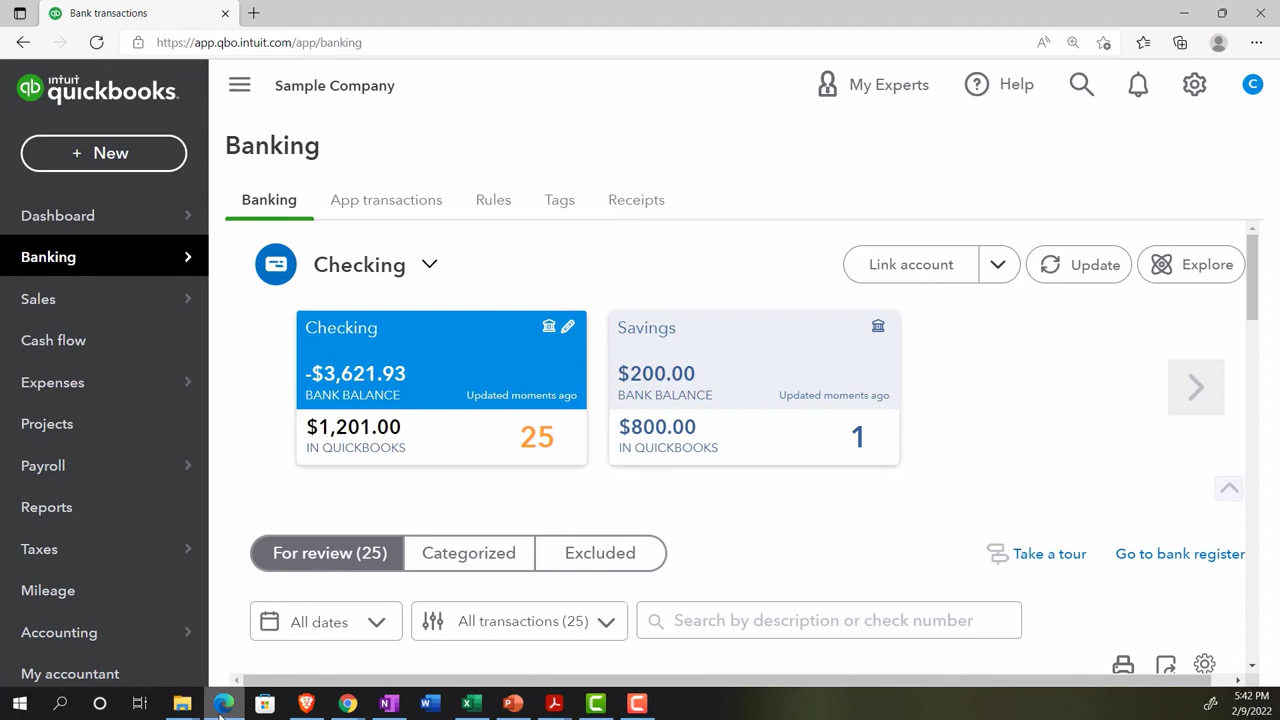 Bank transactions
https://app.qbo.intuit.com/app/banking
intuit quickbooks.
Sample Company
My Experts
Help
C
+ New
Banking
Banking
App transactions
Rules
Tags
Receipts
Dashboard
Banking
Sales
Cash flow
Expenses
Projects
Payroll
Reports
Taxes
Mileage
Accounting
My accountant
Checking
Link account
Update
Explore
Checking
-$3,621.93
BANK BALANCE
Updated moments ago
$1,201.00
IN QUICKBOOKS
25
Savings
$200.00
BANK BALANCE
Updated moments ago
$800.00
IN QUICKBOOKS
1
For review (25)
Categorized
Excluded
Take a tour
Go to bank register
All dates
All transactions (25)
Search by description or check number
5:42 PM
2/9/2022